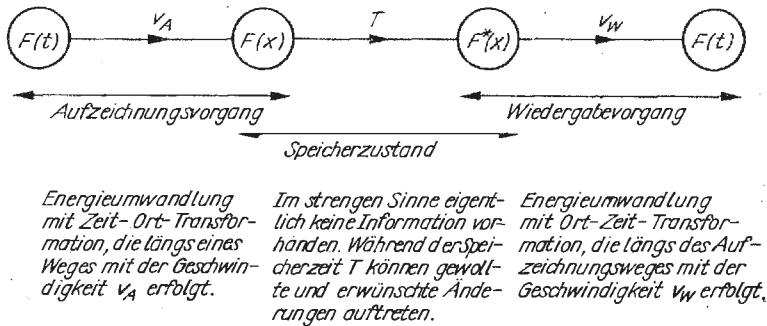 F(t) v_A F(x) T F*(x) v_W F(t)
Aufzeichnungsvorgang
Wiedergabevorgang
Speicherzustand
Energieumwandlung
mit Zeit-Ort-Transfor-
mation, die längs eines
Weges mit der Geschwin-
digkeit v_A erfolgt.
Im strengen Sinne eigent-
lich keine Information vor-
handen. Während der Spei-
cherzeit T können gewoll-
te und erwünschte Ände-
rungen auftreten.
Energieumwandlung
mit Ort-Zeit-Transfor-
mation, die längs des Auf-
zeichnungsweges mit der
Geschwindigkeit v_W erfolgt.